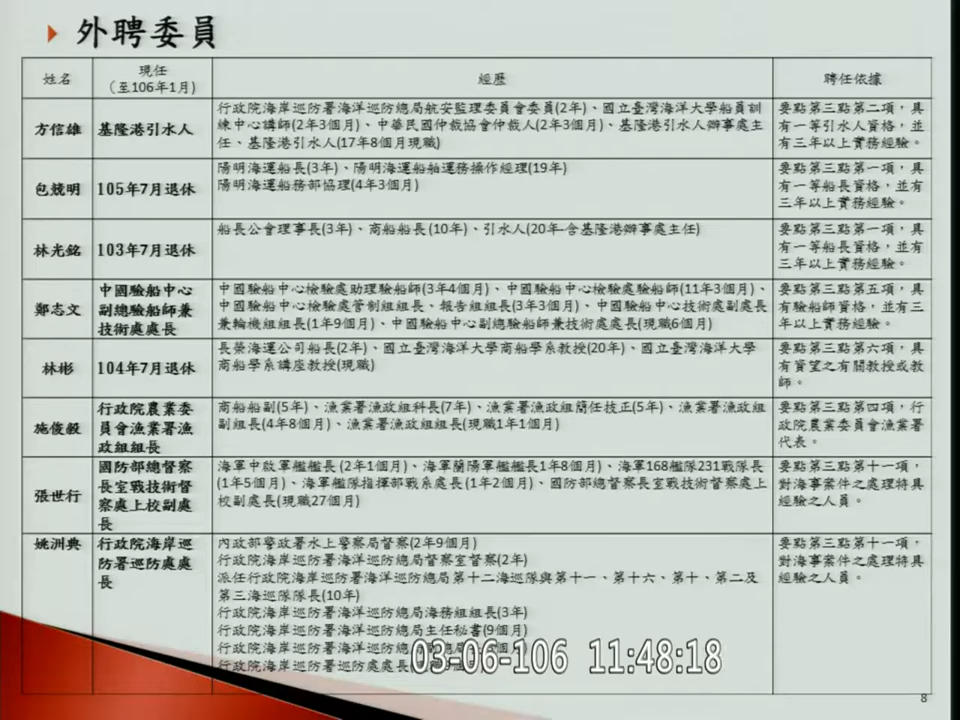 外聘委員
姓名
現任
(至106年1月)
經歷
聘任依據
方信雄
基隆港引水人
行政院海岸巡防署海洋巡防總局航安監理委員會委員(2年)、國立臺灣海洋大學船員訓
練中心講師(2年3個月)、中華民國仲裁協會仲裁人(2年3個月)、基隆港引水人辦事處主
任、基隆港引水人(17年8個月現職)
要點第三點第二項，具
有一等引水人資格，並
有三年以上實務經驗。
包競明
105年7月退休
陽明海運船長(3年)、陽明海運船舶運務操作經理(19年)
陽明海運船務部協理(4年3個月)
要點第三點第一項，具
有一等船長資格，並有
三年以上實務經驗。
林光銘
103年7月退休
船長公會理事長(3年)、商船船長(10年)、引水人(20年-含基隆港辦事處主任)
要點第三點第一項，具
有一等船長資格，並有
三年以上實務經驗。
鄭志文
中國驗船中心
副總驗船師兼
技術處處長
中國驗船中心檢驗處助理驗船師(3年4個月)、中國驗船中心檢驗處驗船師(11年3個月)、
中國驗船中心檢驗處管制組組長、報告組組長(3年3個月)、中國驗船中心技術處副處長
兼輪機組組長(1年9個月)、中國驗船中心副總驗船師兼技術處處長(現職6個月)
要點第三點第五項，具
有驗船師資格，並有三
年以上實務經驗。
林彬
104年7月退休
長榮海運公司船長(2年)、國立臺灣海洋大學商船學系教授(20年)、國立臺灣海洋大學
商船學系講座教授(現職)
要點第三點第六項，具
有資望之有關教授或教
師。
施俊毅
行政院農業委
員會漁業署漁
政組組長
商船船副(5年)、漁業署漁政組科長(7年)、漁業署漁政組簡任技正(5年)、漁業署漁政組
副組長(4年8個月)、漁業署漁政組組長(現職1年1個月)
要點第三點第四項，行
政院農業委員會漁業署
代表。
張世行
國防部總督察
長室戰技術督
察處上校副處
長
海軍中啟軍艦艦長(2年1個月)、海軍蘭陽軍艦艦長1年8個月)、海軍168艦隊231戰隊長
(1年5個月)、海軍艦隊指揮部戰系處長(1年2個月)、國防部總督察長室戰技術督察處上
校副處長(現職27個月)
要點第三點第十一項，
對海事案件之處理特具
經驗之人員。
姚洲典
行政院海岸巡
防署巡防處處
長
內政部警政署水上警察局督察(2年9個月)
行政院海岸巡防署海洋巡防總局督察室督察(2年)
派任行政院海岸巡防署海洋巡防總局第十二海巡隊與第十一、第十六、第十、第二及
第三海巡隊隊長(10年)
行政院海岸巡防署海洋巡防總局海務組組長(3年)
行政院海岸巡防署海洋巡防總局主任秘書(9個月)
行政院海岸巡防署海洋巡防總局
行政院海岸巡防署巡防處處長
要點第三點第十一項，
對海事案件之處理特具
經驗之人員。
03-06-106 11:48:18
8